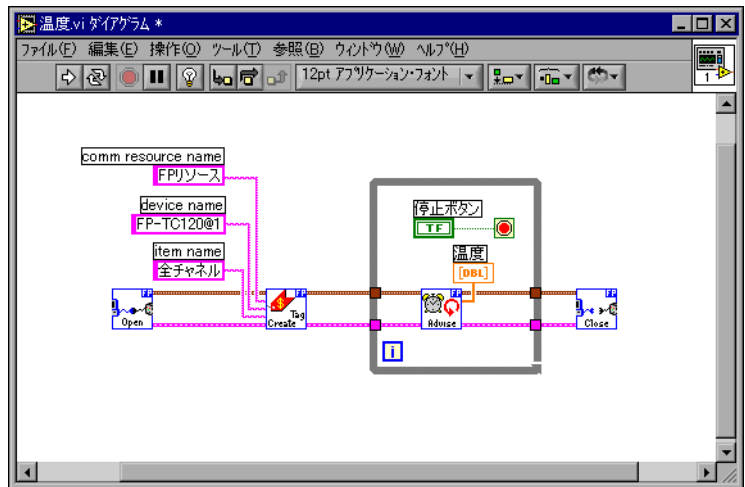 温度.vi ダイアグラム *
ファイル(F) 編集(E) 操作(O) ツール(T) 参照(B) ウィンドウ(W) ヘルプ(H)
12pt アプリケーション・フォント
1
comm resource name
FPリソース
device name
FP-TC120@1
item name
全チャネル
停止ボタン
TF
温度
[DBL]
FP
Open
FP
Tag
Create
FP
Advise
FP
Close
i